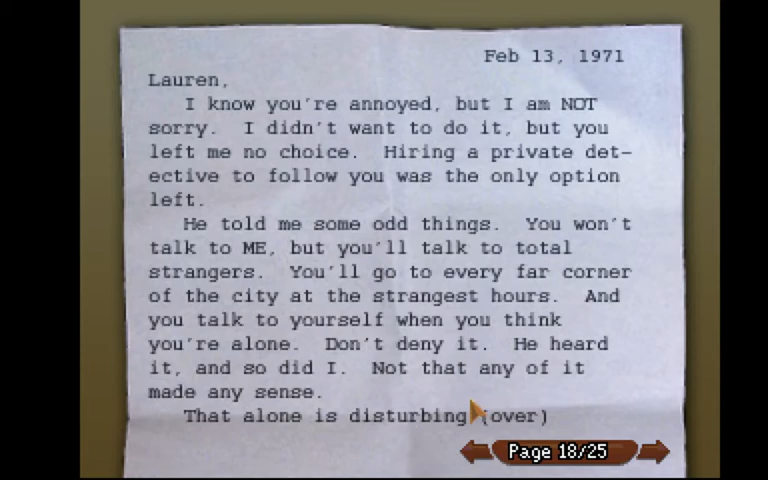 Feb 13, 1971
Lauren,
I know you're annoyed, but I am NOT
sorry. I didn't want to do it, but you
left me no choice. Hiring a private det-
ective to follow you was the only option
left.
He told me some odd things. You won't
talk to ME, but you'll talk to total
strangers. You'll go to every far corner
of the city at the strangest hours. And
you talk to yourself when you think
you're alone. Don't deny it. He heard
it, and so did I. Not that any of it
made any sense.
That alone is disturbing (over)
Page 18/25